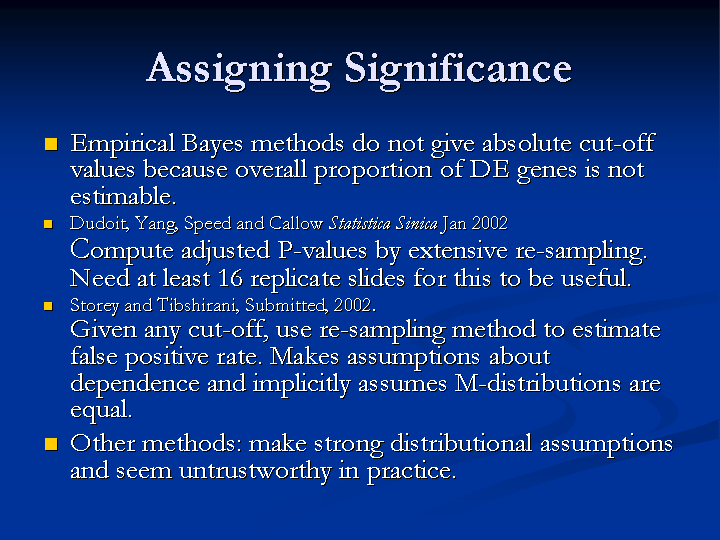 Assigning Significance
Empirical Bayes methods do not give absolute cut-off
values because overall proportion of DE genes is not
estimable.
Dudoit, Yang, Speed and Callow Statistica Sinica Jan 2002
Compute adjusted P-values by extensive re-sampling.
Need at least 16 replicate slides for this to be useful.
Storey and Tibshirani, Submitted, 2002.
Given any cut-off, use re-sampling method to estimate
false positive rate. Makes assumptions about
dependence and implicitly assumes M-distributions are
equal.
Other methods: make strong distributional assumptions
and seem untrustworthy in practice.